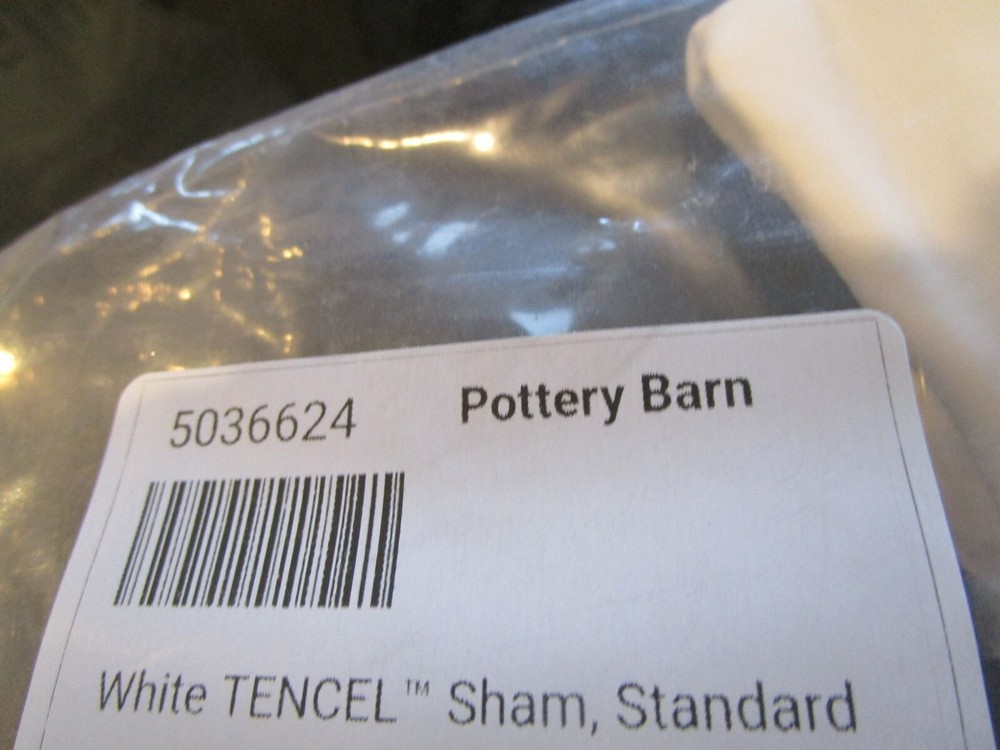 5036624 Pottery Barn
White TENCEL™ Sham, Standard